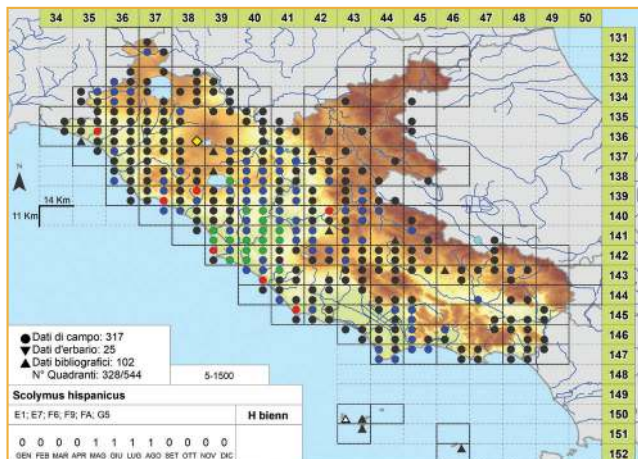 34 35 36 37 38 39 40 41 42 43 44 45 46 47 48 49 50
131
132
133
134
135
136
137
138
139
140
141
142
143
144
145
146
147
148
149
150
151
152
N
14 Km
11 Km
Dati di campo: 317
Dati d'erbario: 25
Dati bibliografici: 102
N° Quadranti: 328/544
5-1500
Scolymus hispanicus
E1; E7; F6; F9; FA; G5
H bienn
0 0 0 0 1 1 1 1 0 0 0 0
GEN FEB MAR APR MAG GIU LUG AGO SET OTT NOV DIC